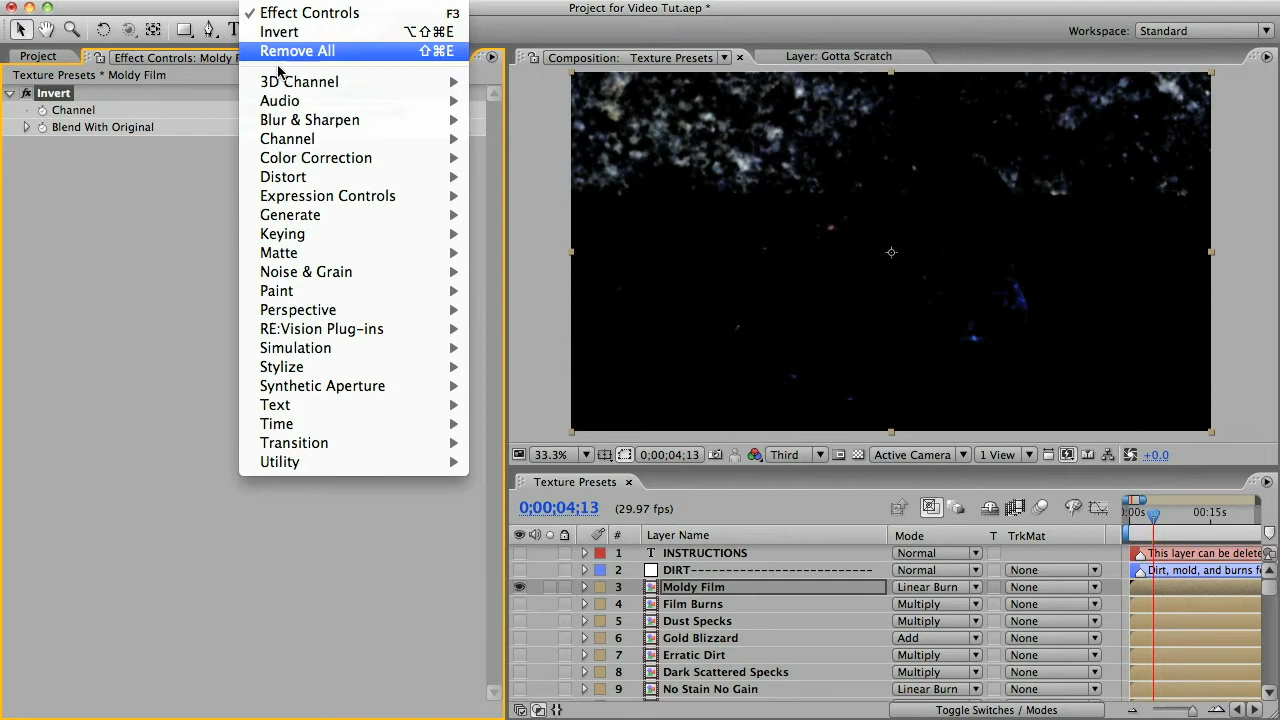 Project for Video Tut.aep *
Effect Controls F3
Invert ⌥⇧⌘E
Remove All ⇧⌘E
3D Channel
Audio
Blur & Sharpen
Channel
Color Correction
Distort
Expression Controls
Generate
Keying
Matte
Noise & Grain
Paint
Perspective
RE:Vision Plug-ins
Simulation
Stylize
Synthetic Aperture
Text
Time
Transition
Utility
T
Workspace: Standard
Project
Effect Controls: Moldy F
Texture Presets * Moldy Film
fx Invert
Channel
Blend With Original
Composition: Texture Presets
Layer: Gotta Scratch
33.3% 0;00;04;13 Third Active Camera 1 View +0.0
Texture Presets
0;00;04;13 (29.97 fps)
):00s 00:15s
# Layer Name Mode T TrkMat
1 T INSTRUCTIONS Normal This layer can be delete
2 DIRT------------------------- Normal None Dirt, mold, and burns f
3 Moldy Film Linear Burn None
4 Film Burns Multiply None
5 Dust Specks Multiply None
6 Gold Blizzard Add None
7 Erratic Dirt Multiply None
8 Dark Scattered Specks Multiply None
9 No Stain No Gain Linear Burn None
Toggle Switches / Modes